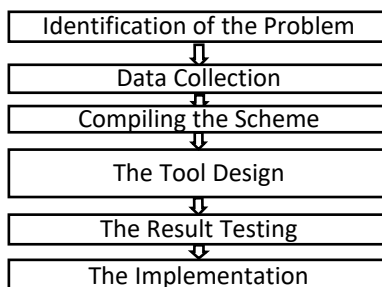 Identification of the Problem
Data Collection
Compiling the Scheme
The Tool Design
The Result Testing
The Implementation